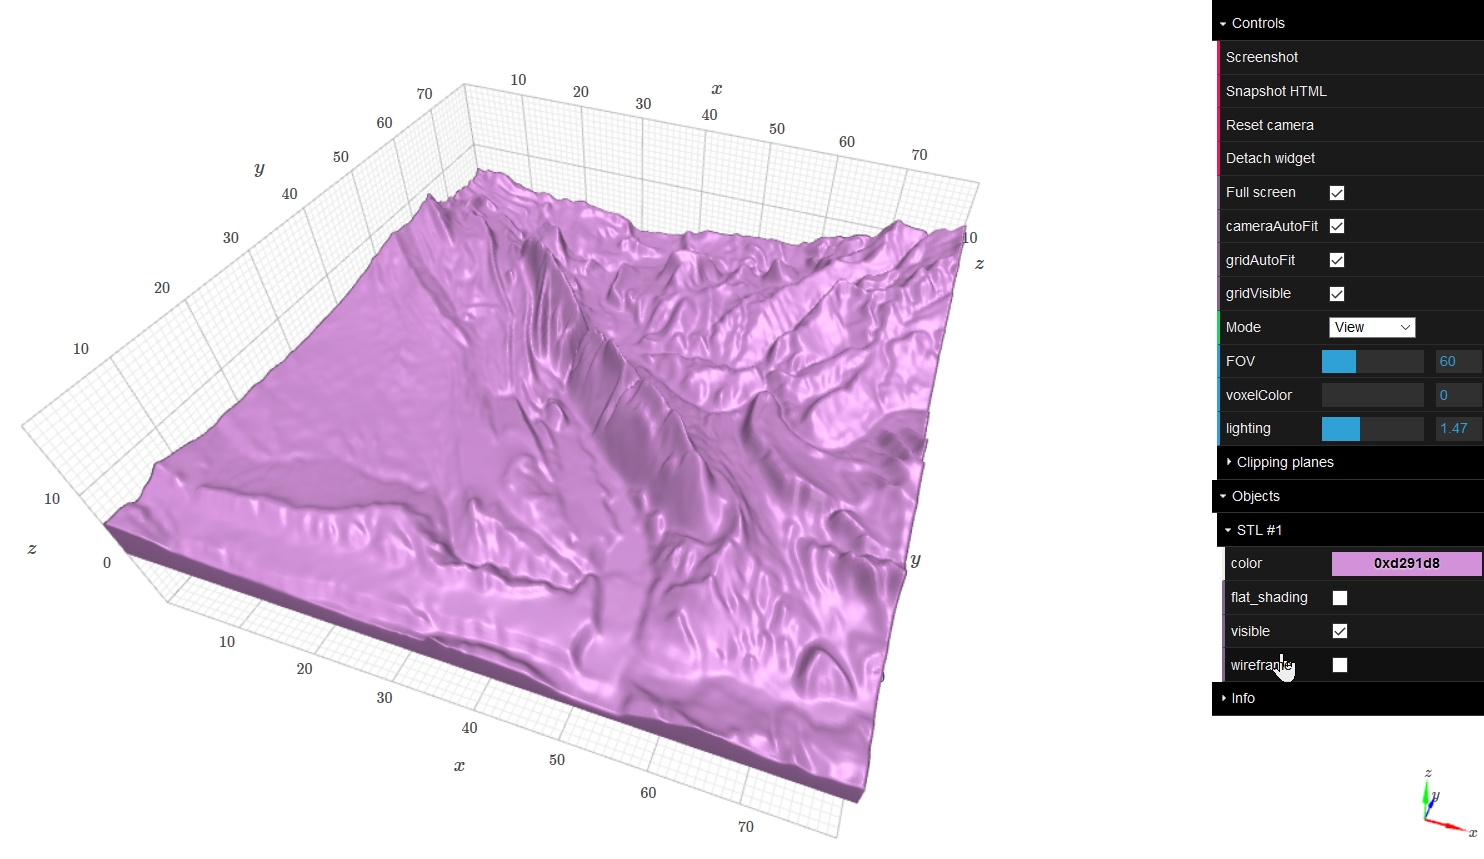 Controls
Screenshot
Snapshot HTML
Reset camera
Detach widget
Full screen
cameraAutoFit
gridAutoFit
gridVisible
Mode View
FOV 60
voxelColor 0
lighting 1.47
Clipping planes
Objects
STL #1
color 0xd291d8
flat_shading
visible
wireframe
Info
10
20
30
40
50
60
70
x
70
60
50
40
30
20
10
y
10
z
10
0
z
10
20
30
40
50
60
70
x
y
z
y
x